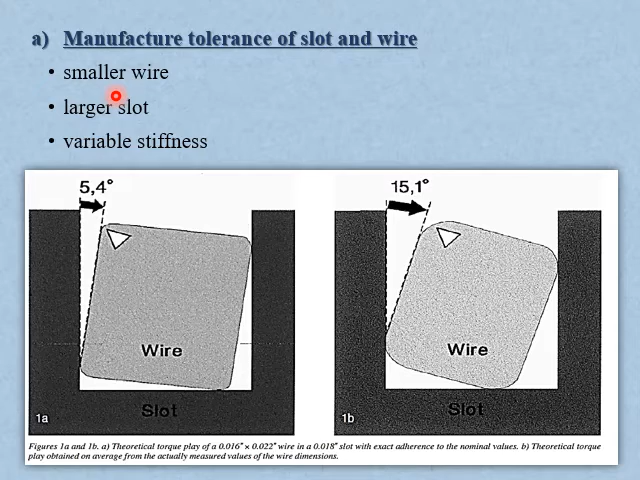 a) Manufacture tolerance of slot and wire
• smaller wire
• larger slot
• variable stiffness
5,4°
15,1°
Wire
Wire
Slot
Slot
1a
1b
Figures 1a and 1b. a) Theoretical torque play of a 0.016" × 0.022" wire in a 0.018" slot with exact adherence to the nominal values. b) Theoretical torque
play obtained on average from the actually measured values of the wire dimensions.